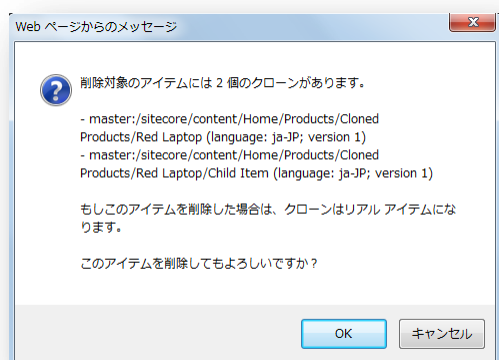 Web ページからのメッセージ
削除対象のアイテムには 2 個のクローンがあります。
- master:/sitecore/content/Home/Products/Cloned
Products/Red Laptop (language: ja-JP; version 1)
- master:/sitecore/content/Home/Products/Cloned
Products/Red Laptop/Child Item (language: ja-JP; version 1)
もしこのアイテムを削除した場合は、クローンはリアル アイテムにな
ります。
このアイテムを削除してもよろしいですか？
OK
キャンセル